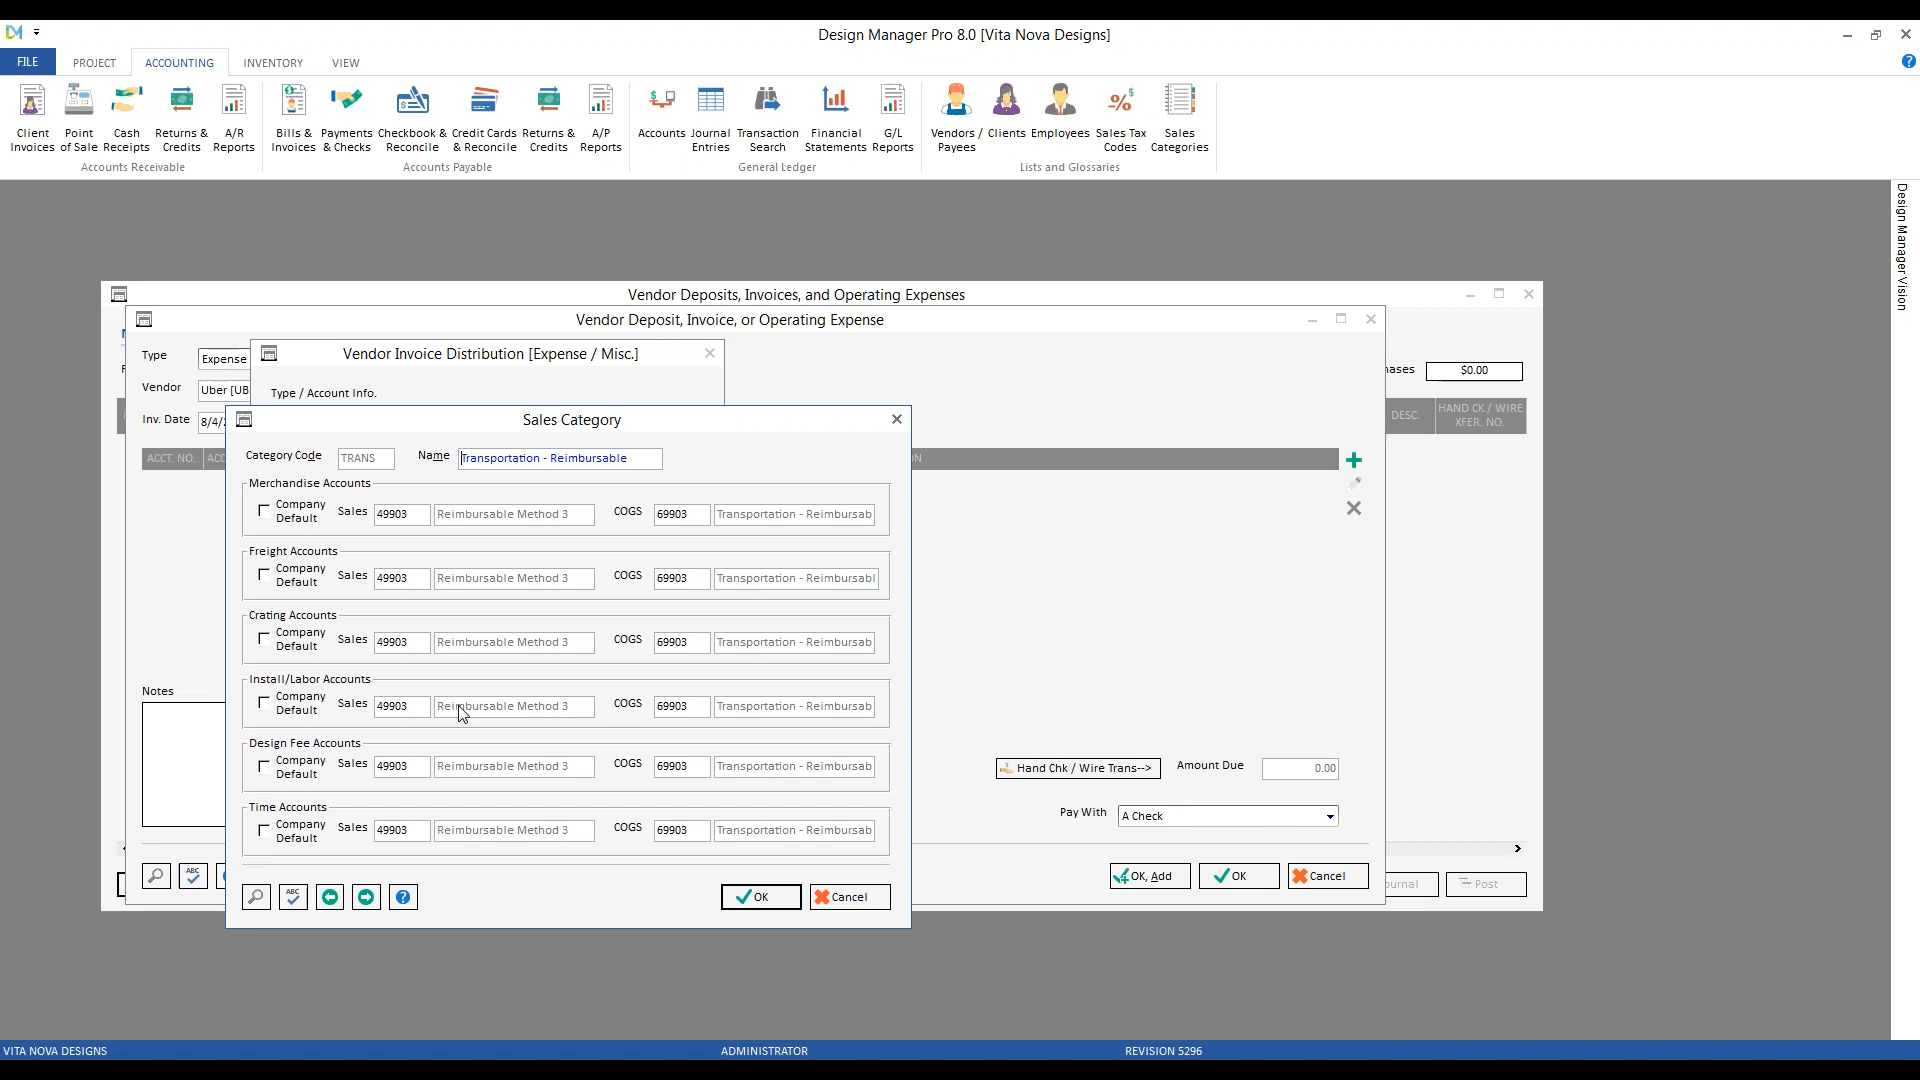 Design Manager Pro 8.0 [Vita Nova Designs]
FILE PROJECT ACCOUNTING INVENTORY VIEW
Client Invoices
Point of Sale
Cash Receipts
Returns & Credits
A/R Reports
Bills & Invoices
Payments & Checks
Checkbook & Reconcile
Credit Cards & Reconcile
Returns & Credits
A/P Reports
Accounts
Journal Entries
Transaction Search
Financial Statements
G/L Reports
Vendors / Payees
Clients
Employees
Sales Tax Codes
Sales Categories
Accounts Receivable
Accounts Payable
General Ledger
Lists and Glossaries
Design Manager Vision
Vendor Deposits, Invoices, and Operating Expenses
Vendor Deposit, Invoice, or Operating Expense
Type Expense
Vendor Uber [UB
Inv. Date 8/4/
ACCT. NO. ACC
Vendor Invoice Distribution [Expense / Misc.]
Type / Account Info.
ases $0.00
DESC. HAND CK./ WIRE XFER. NO.
Sales Category
Category Code TRANS Name Transportation - Reimbursable
Merchandise Accounts
Company Default Sales 49903 Reimbursable Method 3 COGS 69903 Transportation - Reimbursab
Freight Accounts
Company Default Sales 49903 Reimbursable Method 3 COGS 69903 Transportation - Reimbursabl
Crating Accounts
Company Default Sales 49903 Reimbursable Method 3 COGS 69903 Transportation - Reimbursab
Install/Labor Accounts
Company Default Sales 49903 Reimbursable Method 3 COGS 69903 Transportation - Reimbursab
Design Fee Accounts
Company Default Sales 49903 Reimbursable Method 3 COGS 69903 Transportation - Reimbursab
Time Accounts
Company Default Sales 49903 Reimbursable Method 3 COGS 69903 Transportation - Reimbursab
ABC
OK Cancel
Notes
ABC
Hand Chk / Wire Trans--> Amount Due 0.00
Pay With A Check
OK, Add OK Cancel
urnal Post
VITA NOVA DESIGNS ADMINISTRATOR REVISION 5296